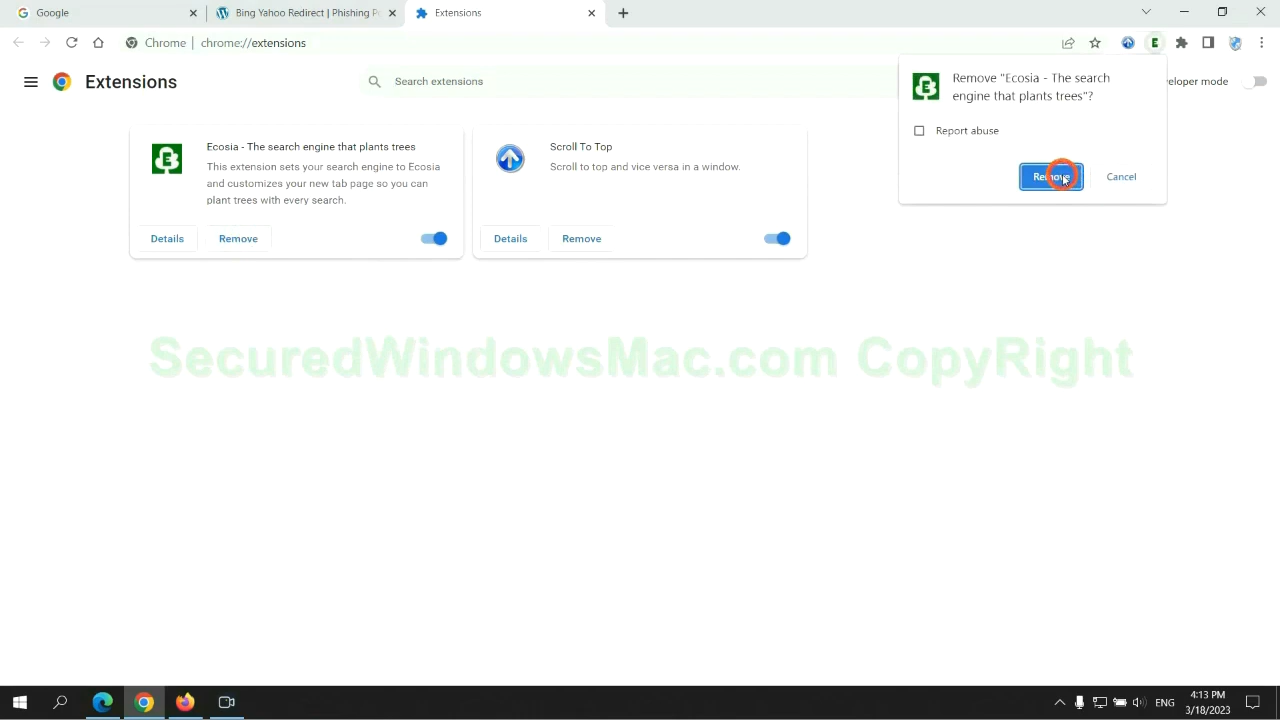 Google
Bing Yahoo Redirect | Phishing P
Extensions
Chrome | chrome://extensions
Extensions
Search extensions
veloper mode
Remove "Ecosia - The search
engine that plants trees"?
Report abuse
Remove
Cancel
Ecosia - The search engine that plants trees
This extension sets your search engine to Ecosia
and customizes your new tab page so you can
plant trees with every search.
Details
Remove
Scroll To Top
Scroll to top and vice versa in a window.
Details
Remove
SecuredWindowsMac.com CopyRight
ENG
4:13 PM
3/18/2023